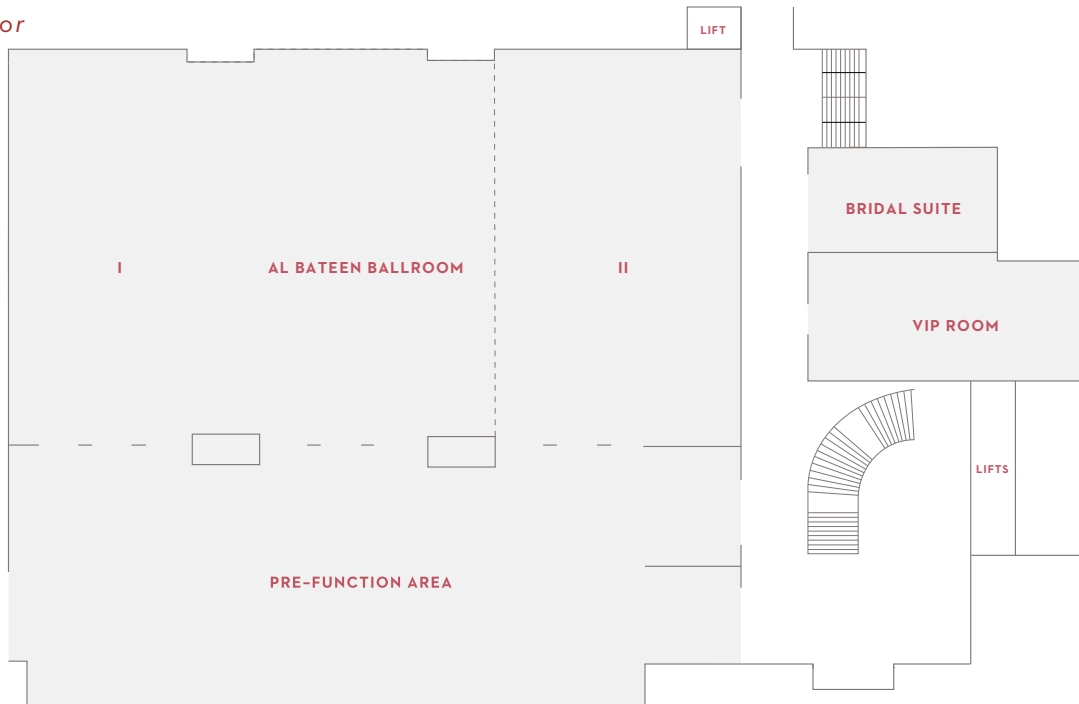 or
LIFT
BRIDAL SUITE
I
AL BATEEN BALLROOM
II
VIP ROOM
LIFTS
PRE–FUNCTION AREA